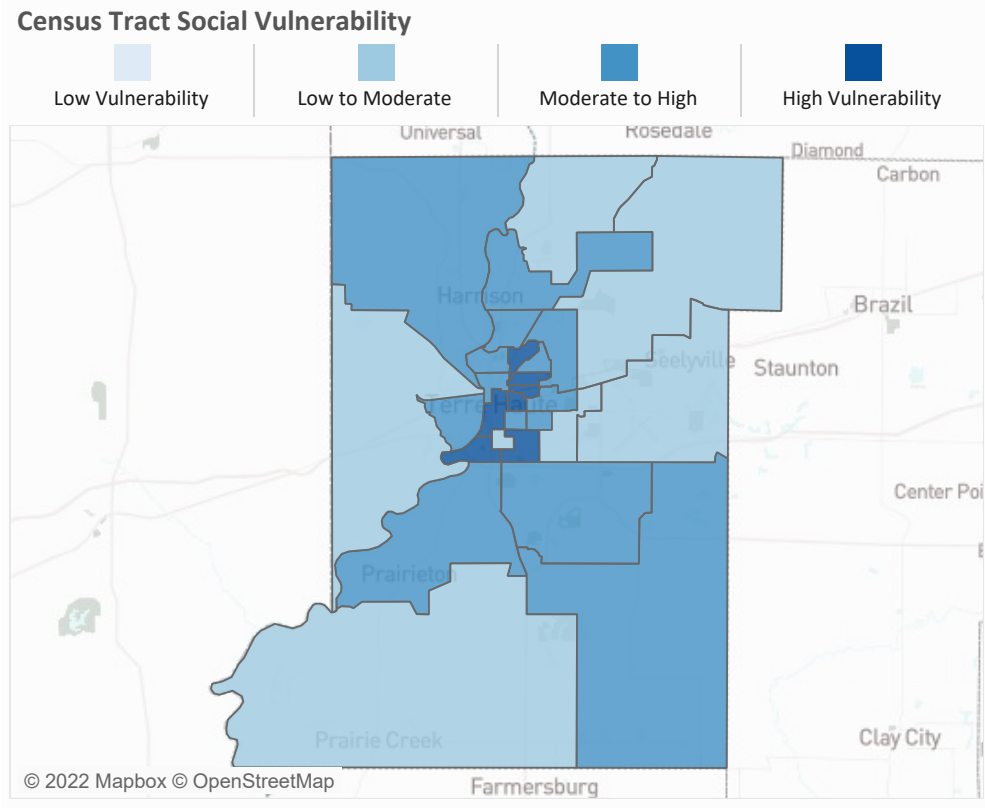 Census Tract Social Vulnerability
Low Vulnerability
Low to Moderate
Moderate to High
High Vulnerability
Universal
Rosedale
Diamond
Carbon
Harrison
Brazil
Seelyville
Staunton
Terre Haute
Center Poi
Prairieton
Prairie Creek
Clay City
© 2022 Mapbox © OpenStreetMap
Farmersburg